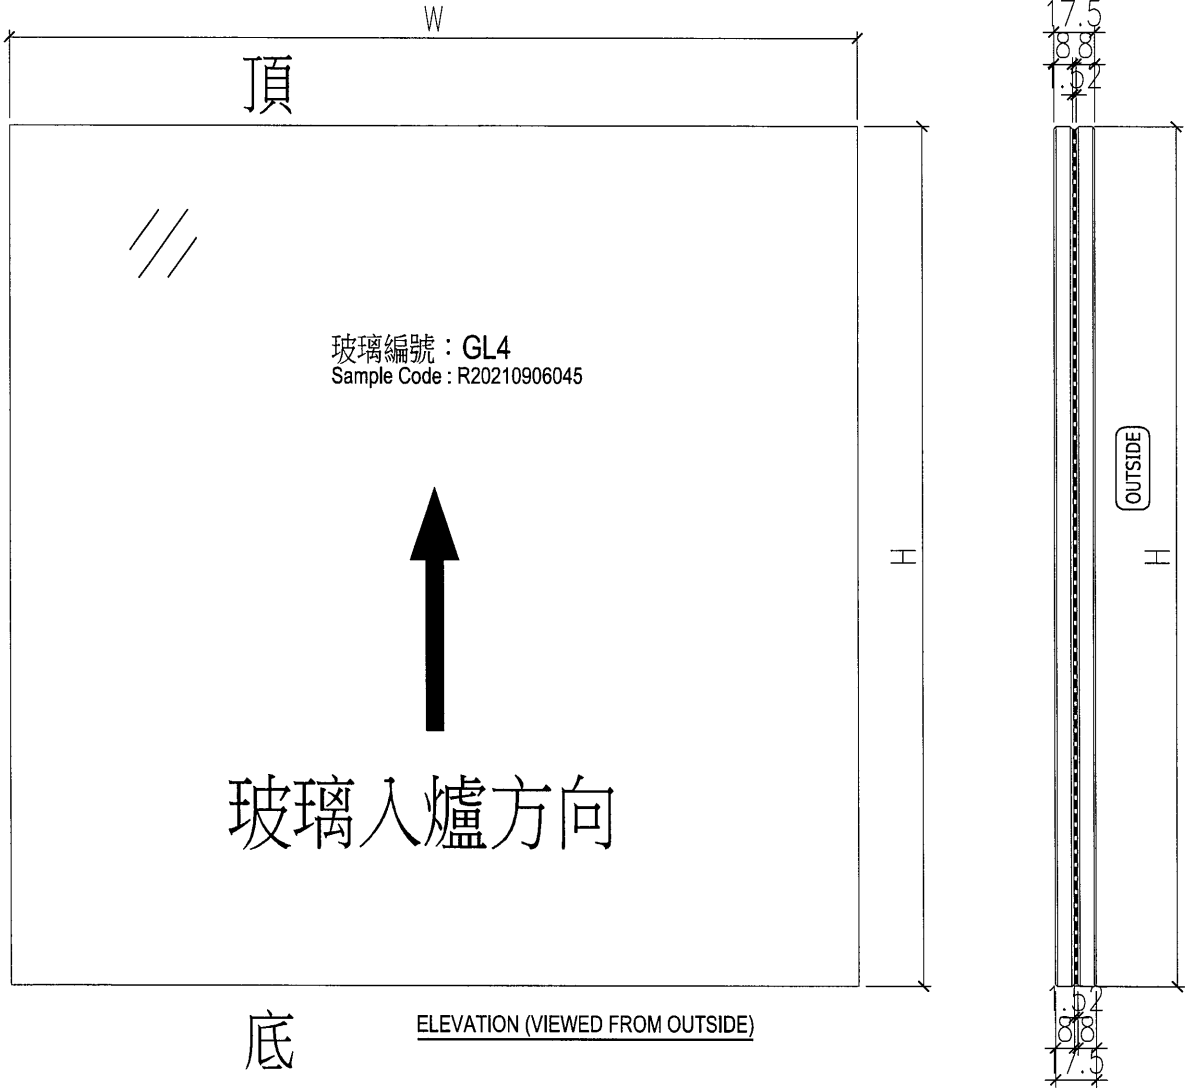 W
17.5
8 8
1.52
頂
玻璃編號：GL4
Sample Code : R20210906045
OUTSIDE
H
H
玻璃入爐方向
1.52
8 8
17.5
底
ELEVATION (VIEWED FROM OUTSIDE)